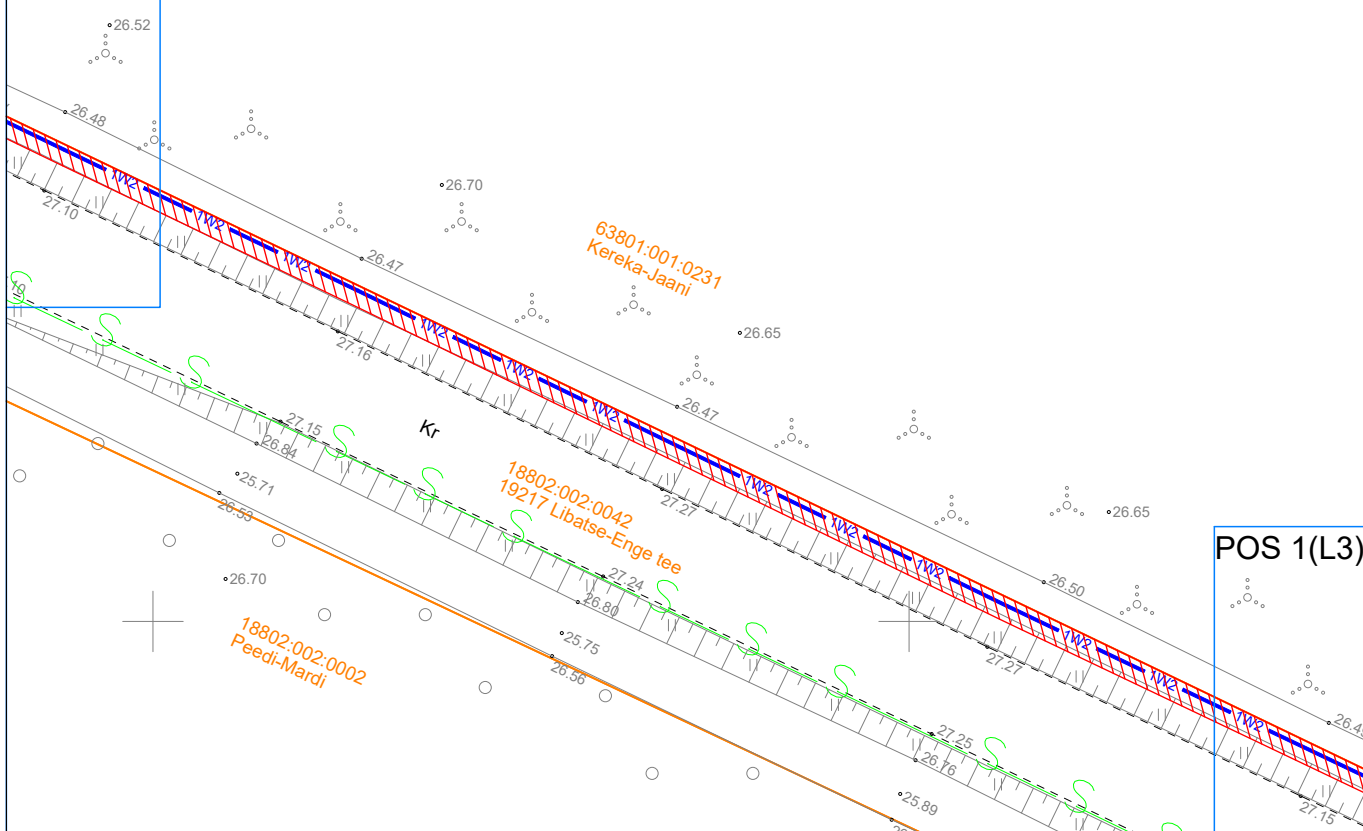 26.52
26.48
1W2
26.70
27.10
1W2
63801:001:0231
Kereka-Jaani
1W2
26.47
10
S
S
1W2
26.65
27.16
1W2
S
1W2
26.47
27.15
Kr
1W2
S
26.84
18802:002:0042
19217 Libatse-Enge tee
S
25.71
1W2
27.27
26.53
26.65
S
1W2
POS 1(L3)
1W2
26.70
27.24
26.50
26.80
S
18802:002:0002
Peedi-Mardi
25.75
1W2
26.56
S
27.27
1W2
S
1W2
27.25
S
26.76
S
25.89
27.15